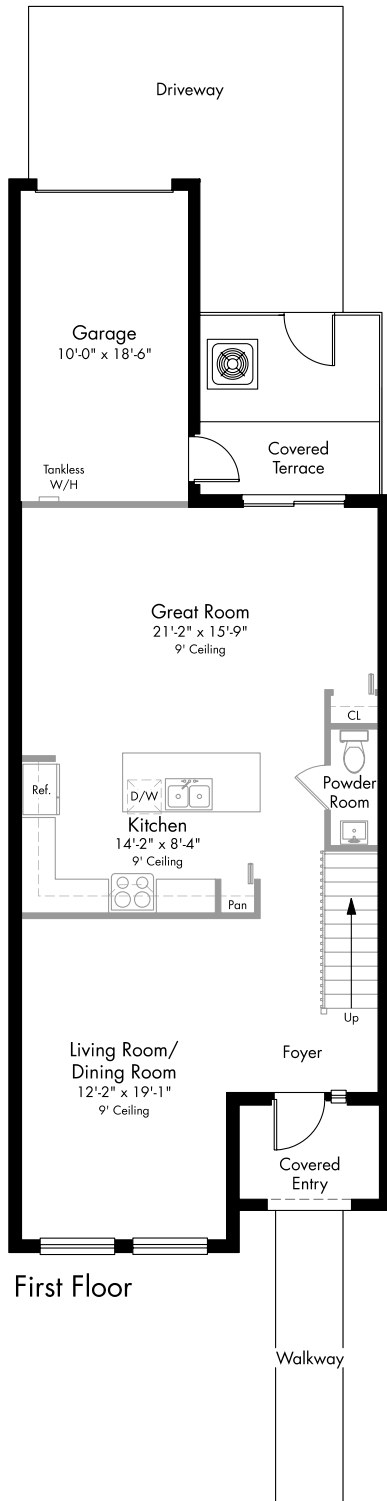 Driveway
Garage
10'-0" x 18'-6"
Tankless
W/H
Covered
Terrace
Great Room
21'-2" x 15'-9"
9' Ceiling
CL
Powder
Room
Ref.
D/W
Kitchen
14'-2" x 8'-4"
9' Ceiling
Pan
Up
Living Room/
Dining Room
12'-2" x 19'-1"
9' Ceiling
Foyer
Covered
Entry
First Floor
Walkway